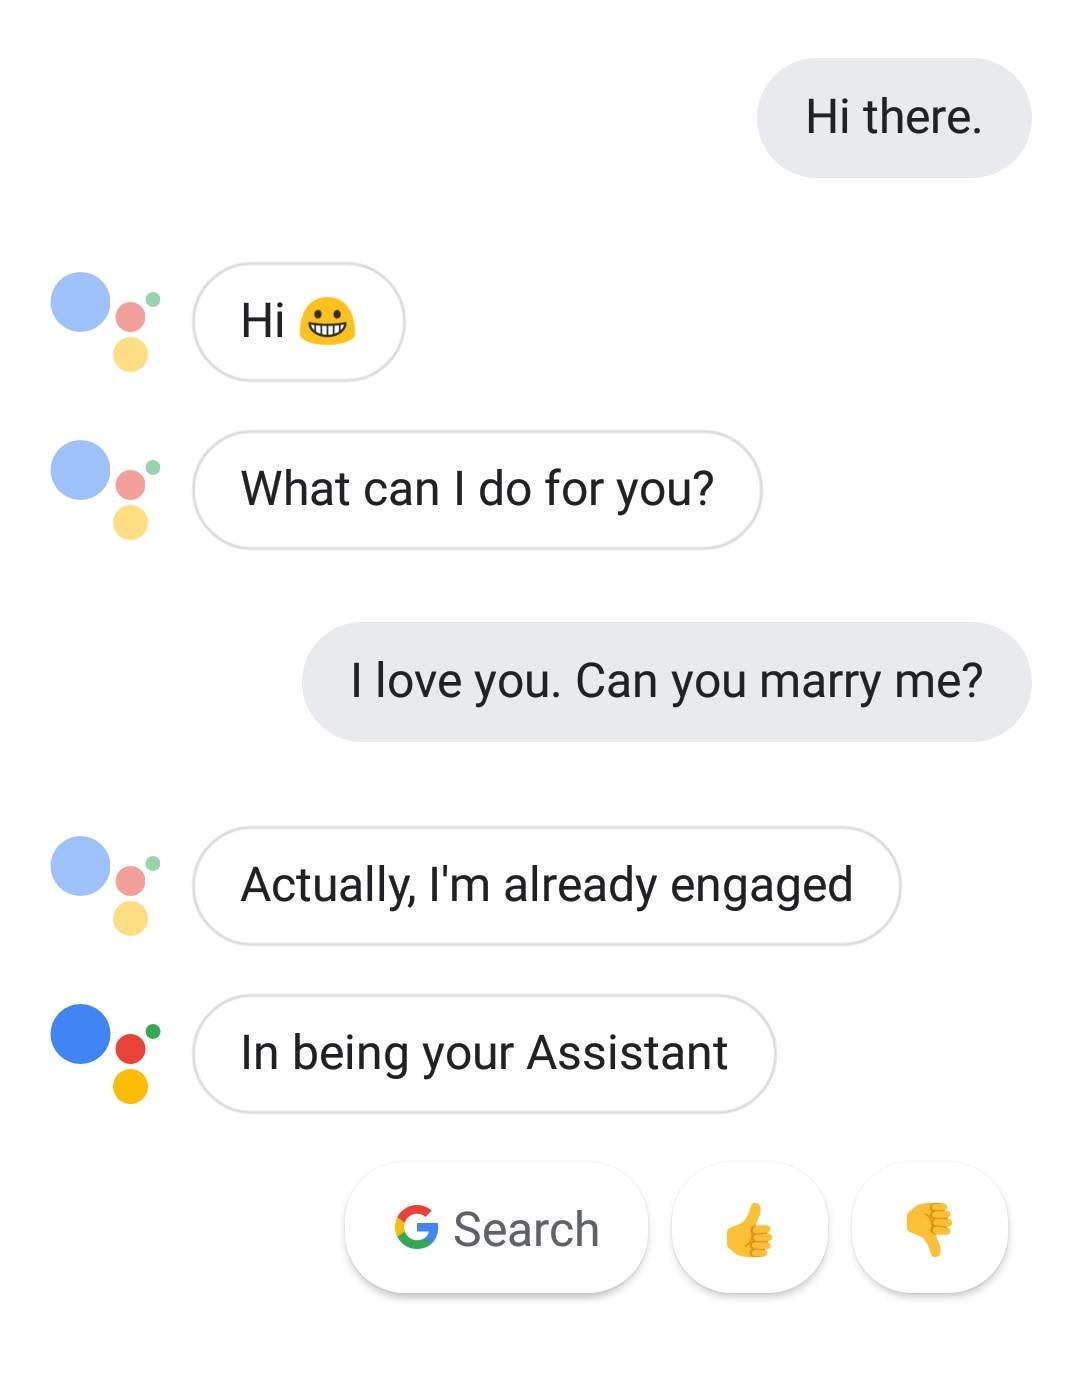 Hi there.
Hi 😀
What can I do for you?
I love you. Can you marry me?
Actually, I'm already engaged
In being your Assistant
Search